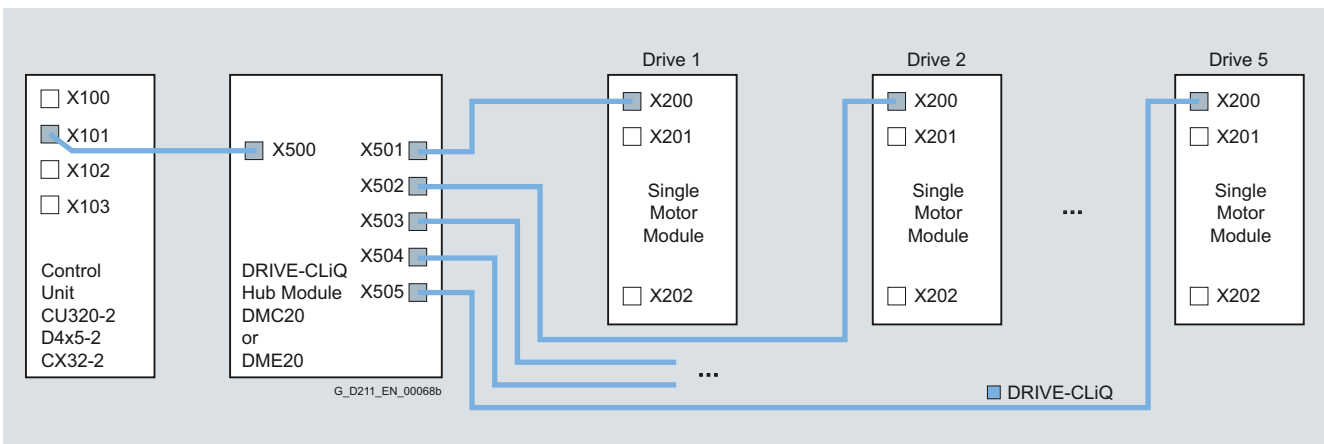 Drive 1
Drive 2
Drive 5
X100
X101
X102
X103
Control
Unit
CU320-2
D4x5-2
CX32-2
X500
X501
X502
X503
X504
X505
DRIVE-CLiQ
Hub Module
DMC20
or
DME20
G_D211_EN_00068b
X200
X201
Single
Motor
Module
X202
X200
X201
Single
Motor
Module
X202
...
X200
X201
Single
Motor
Module
X202
...
DRIVE-CLiQ